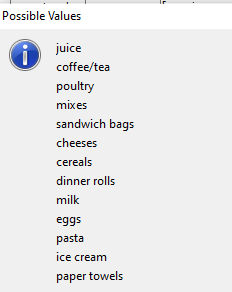 Possible Values
juice
coffee/tea
poultry
mixes
sandwich bags
cheeses
cereals
dinner rolls
milk
eggs
pasta
ice cream
paper towels